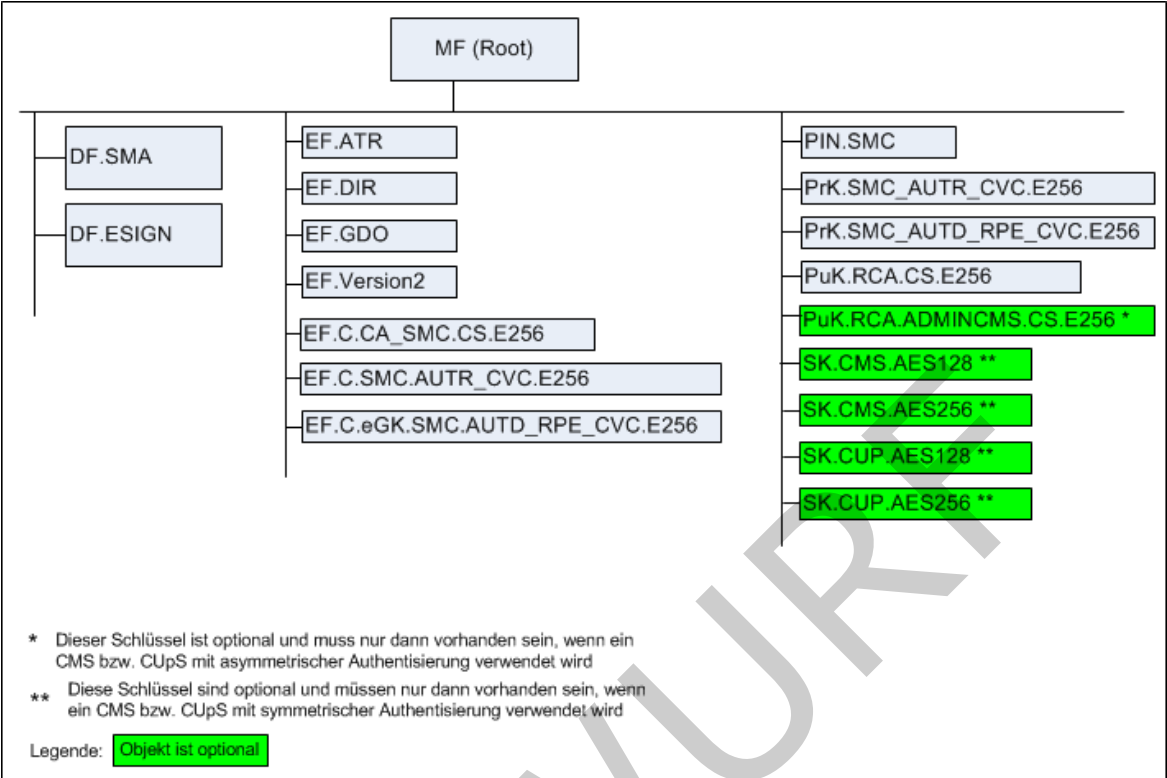 MF (Root)
DF.SMA
DF.ESIGN
EF.ATR
EF.DIR
EF.GDO
EF.Version2
EF.C.CA_SMC.CS.E256
EF.C.SMC.AUTR_CVC.E256
EF.C.eGK.SMC.AUTD_RPE_CVC.E256
PIN.SMC
PrK.SMC_AUTR_CVC.E256
PrK.SMC_AUTD_RPE_CVC.E256
PuK.RCA.CS.E256
PuK.RCA.ADMINCMS.CS.E256 *
SK.CMS.AES128 **
SK.CMS.AES256 **
SK.CUP.AES128 **
SK.CUP.AES256 **
* Dieser Schlüssel ist optional und muss nur dann vorhanden sein, wenn ein
CMS bzw. CUpS mit asymmetrischer Authentisierung verwendet wird
** Diese Schlüssel sind optional und müssen nur dann vorhanden sein, wenn
ein CMS bzw. CUpS mit symmetrischer Authentisierung verwendet wird
Legende: Objekt ist optional
VURF